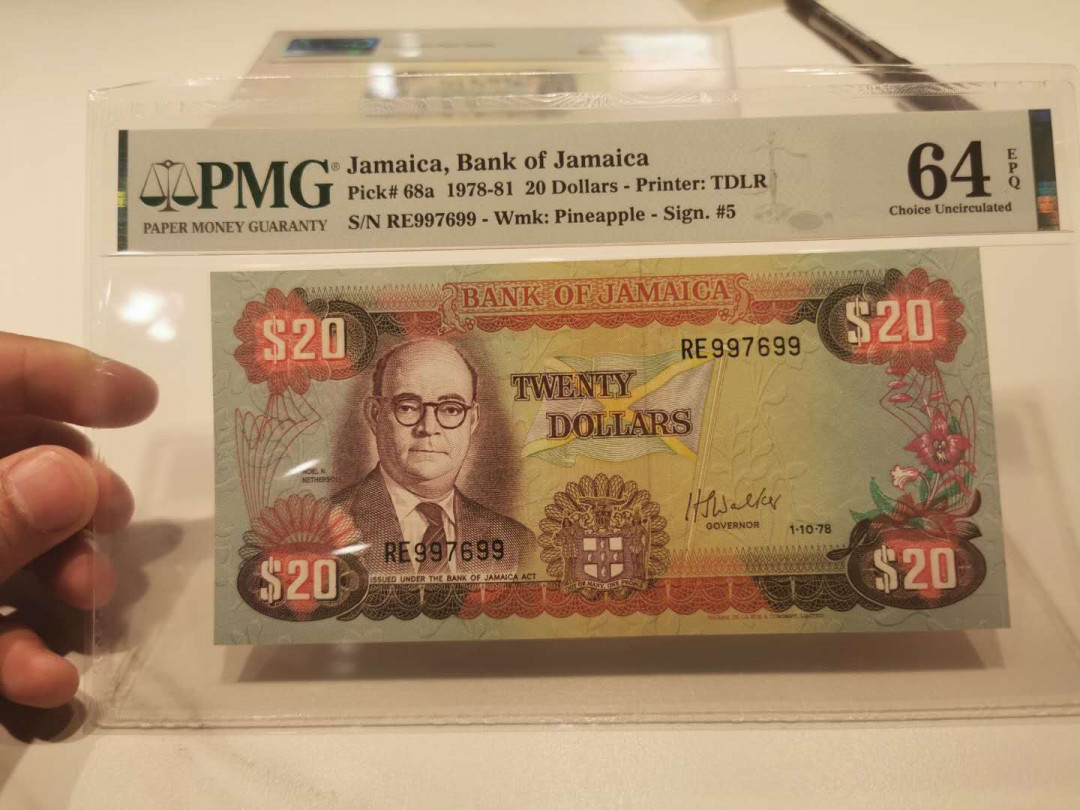 PMG®
PAPER MONEY GUARANTY
Jamaica, Bank of Jamaica
Pick# 68a 1978-81 20 Dollars - Printer: TDLR
S/N RE997699 - Wmk: Pineapple - Sign. #5
64
EPQ
Choice Uncirculated
BANK OF JAMAICA
$20
$20
RE997699
TWENTY
DOLLARS
NOEL N.
HSWalker
GOVERNOR
1-10-78
RE997699
ISSUED UNDER THE BANK OF JAMAICA ACT
$20
$20